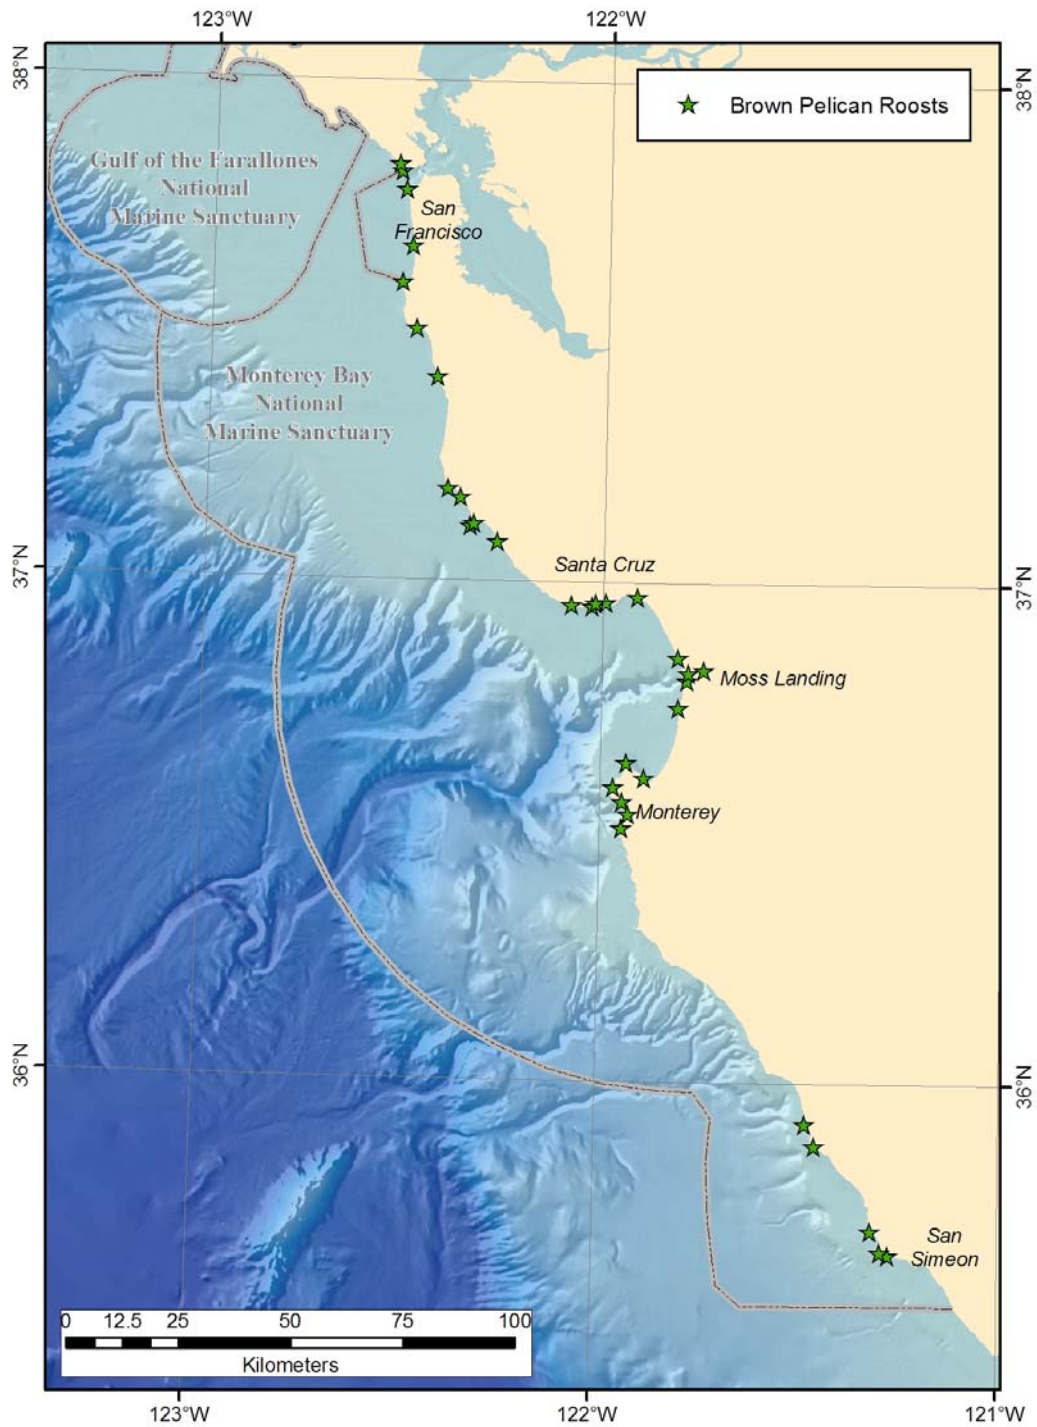 123°W
122°W
38°N
38°N
Brown Pelican Roosts
Gulf of the Farallones
National
Marine Sanctuary
San
Francisco
Monterey Bay
National
Marine Sanctuary
37°N
37°N
Santa Cruz
Moss Landing
Monterey
36°N
36°N
San
Simeon
0 12.5 25 50 75 100
Kilometers
123°W
122°W
121°W